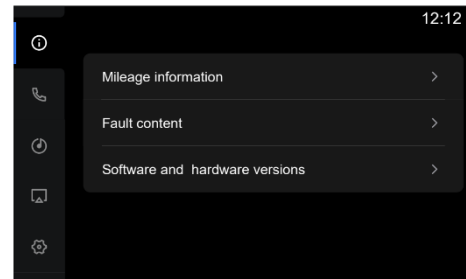 12:12
Mileage information
Fault content
Software and hardware versions